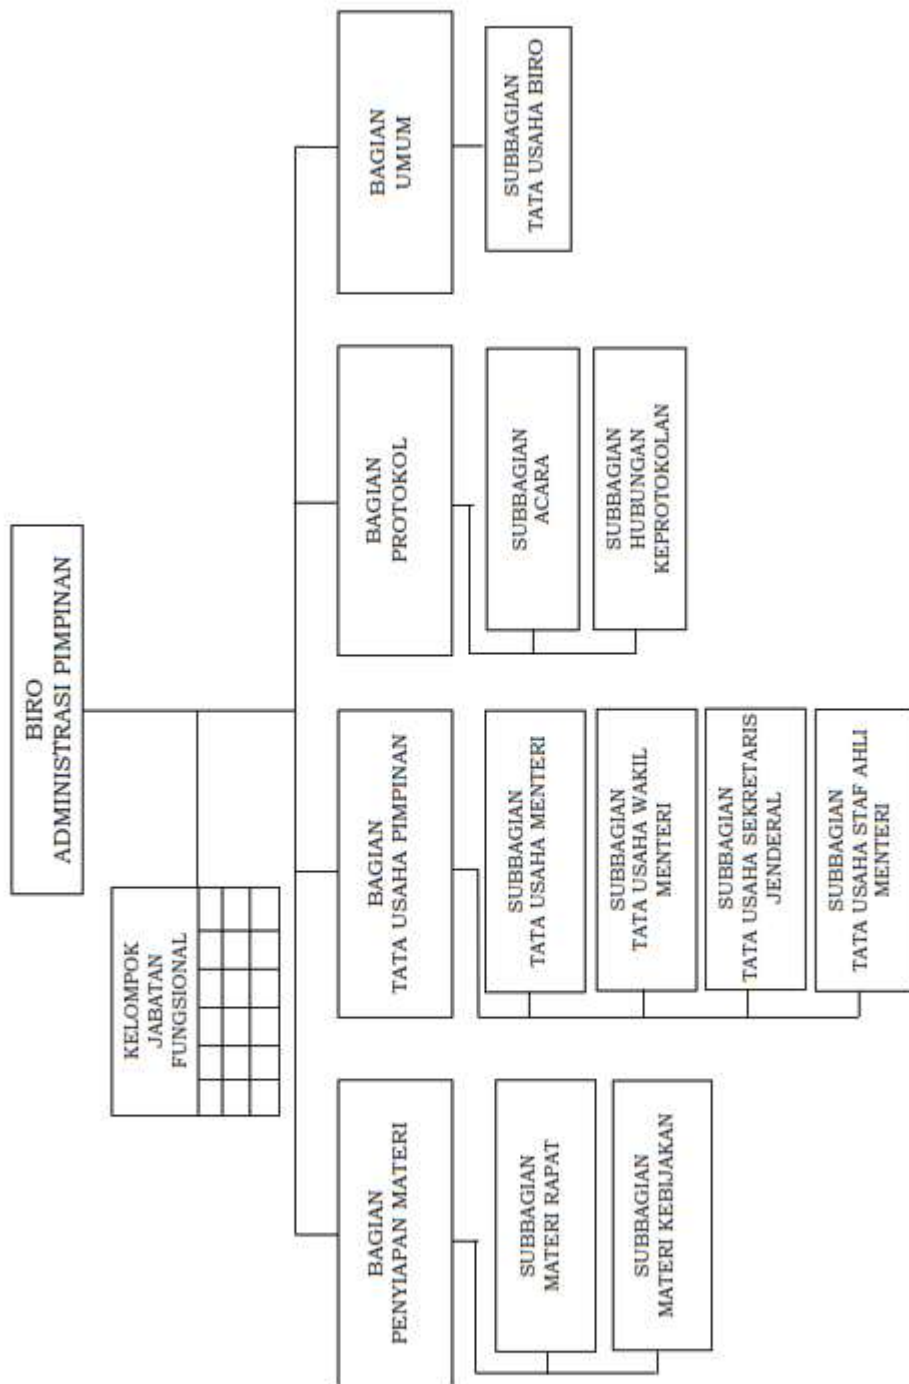 BIRO
ADMINISTRASI PIMPINAN
KELOMPOK
JABATAN
FUNGSIONAL
BAGIAN
PENYIAPAN MATERI
SUBBAGIAN
MATERI RAPAT
SUBBAGIAN
MATERI KEBIJAKAN
BAGIAN
TATA USAHA PIMPINAN
SUBBAGIAN
TATA USAHA MENTERI
SUBBAGIAN
TATA USAHA WAKIL
MENTERI
SUBBAGIAN
TATA USAHA SEKRETARIS
JENDERAL
SUBBAGIAN
TATA USAHA STAF AHLI
MENTERI
BAGIAN
PROTOKOL
SUBBAGIAN
ACARA
SUBBAGIAN
HUBUNGAN
KEPROTOKOLAN
BAGIAN
UMUM
SUBBAGIAN
TATA USAHA BIRO